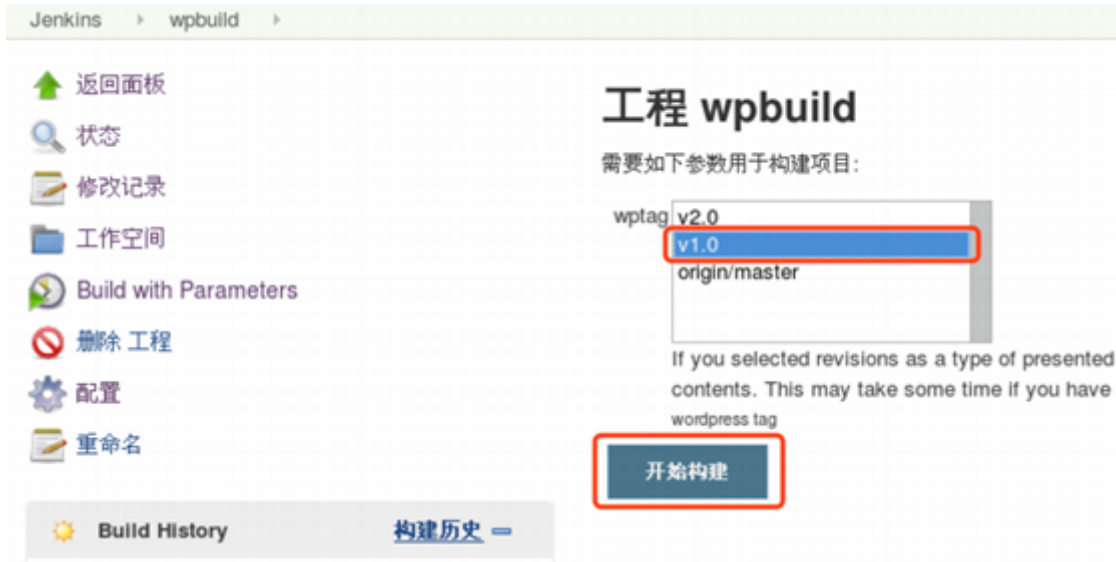 Jenkins
wpbuild
返回面板
状态
修改记录
工作空间
Build with Parameters
删除 工程
配置
重命名
Build History
构建历史
工程 wpbuild
需要如下参数用于构建项目:
wptag
v2.0
v1.0
origin/master
If you selected revisions as a type of presented
contents. This may take some time if you have
wordpress tag
开始构建